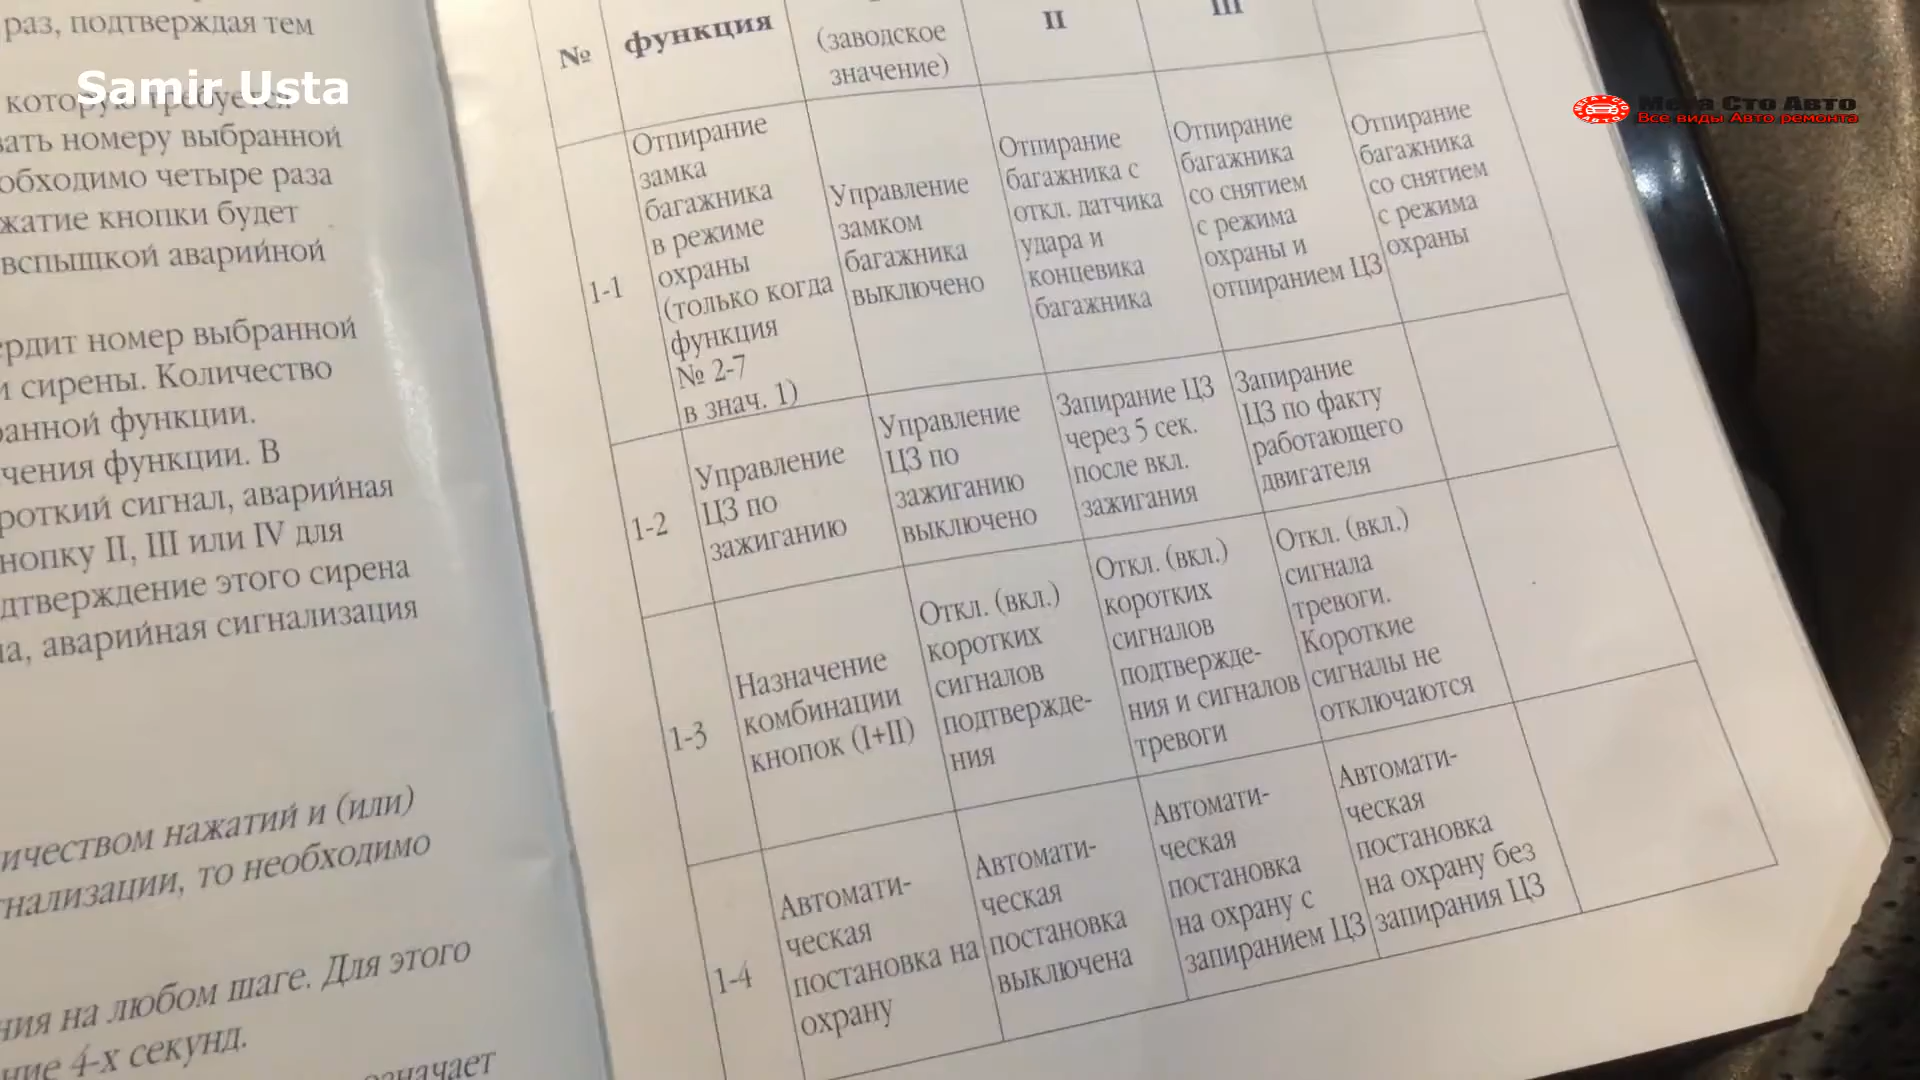 раз, подтверждая тем
Samir Usta
которую требуется
вать номеру выбранной
обходимо четыре раза
жатие кнопки будет
вспышкой аварийной
ердит номер выбранной
и сирены. Количество
ранной функции.
чения функции. В
роткий сигнал, аварийная
нопку II, III или IV для
дтверждение этого сирена
на, аварийная сигнализация
ичеством нажатий и (или)
гнализации, то необходимо
ния на любом шаге. Для этого
ние 4-х секунд.
означает
№
функция
(заводское
значение)
II
III
1-1
Отпирание
замка
багажника
в режиме
охраны
(только когда
функция
№ 2-7
в знач. 1)
Управление
замком
багажника
выключено
Отпирание
багажника с
откл. датчика
удара и
концевика
багажника
Отпирание
багажника
со снятием
с режима
охраны и
отпиранием ЦЗ
Отпирание
багажника
со снятием
с режима
охраны
1-2
Управление
ЦЗ по
зажиганию
Управление
ЦЗ по
зажиганию
выключено
Запирание ЦЗ
через 5 сек.
после вкл.
зажигания
Запирание
ЦЗ по факту
работающего
двигателя
1-3
Назначение
комбинации
кнопок (I+II)
Откл. (вкл.)
коротких
сигналов
подтвержде-
ния
Откл. (вкл.)
коротких
сигналов
подтвержде-
ния и сигналов
тревоги
Откл. (вкл.)
сигнала
тревоги.
Короткие
сигналы не
отключаются
1-4
Автомати-
ческая
постановка на
охрану
Автомати-
ческая
постановка
выключена
Автомати-
ческая
постановка
на охрану с
запиранием ЦЗ
Автомати-
ческая
постановка
на охрану без
запирания ЦЗ
Мега Сто Авто
Все виды Авто ремонта